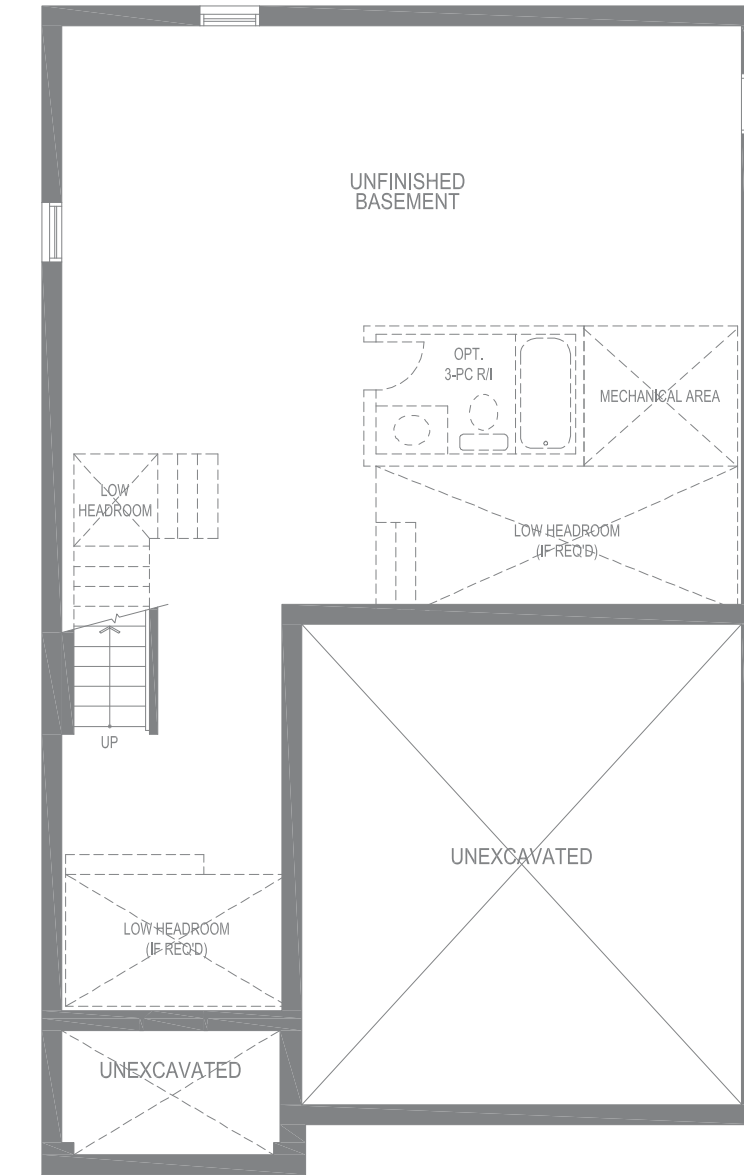 UNFINISHED
BASEMENT
OPT.
3-PC R/I
MECHANICAL AREA
LOW
HEADROOM
LOW HEADROOM
(IF REQ'D)
UP
UNEXCAVATED
LOW HEADROOM
(IF REQ'D)
UNEXCAVATED